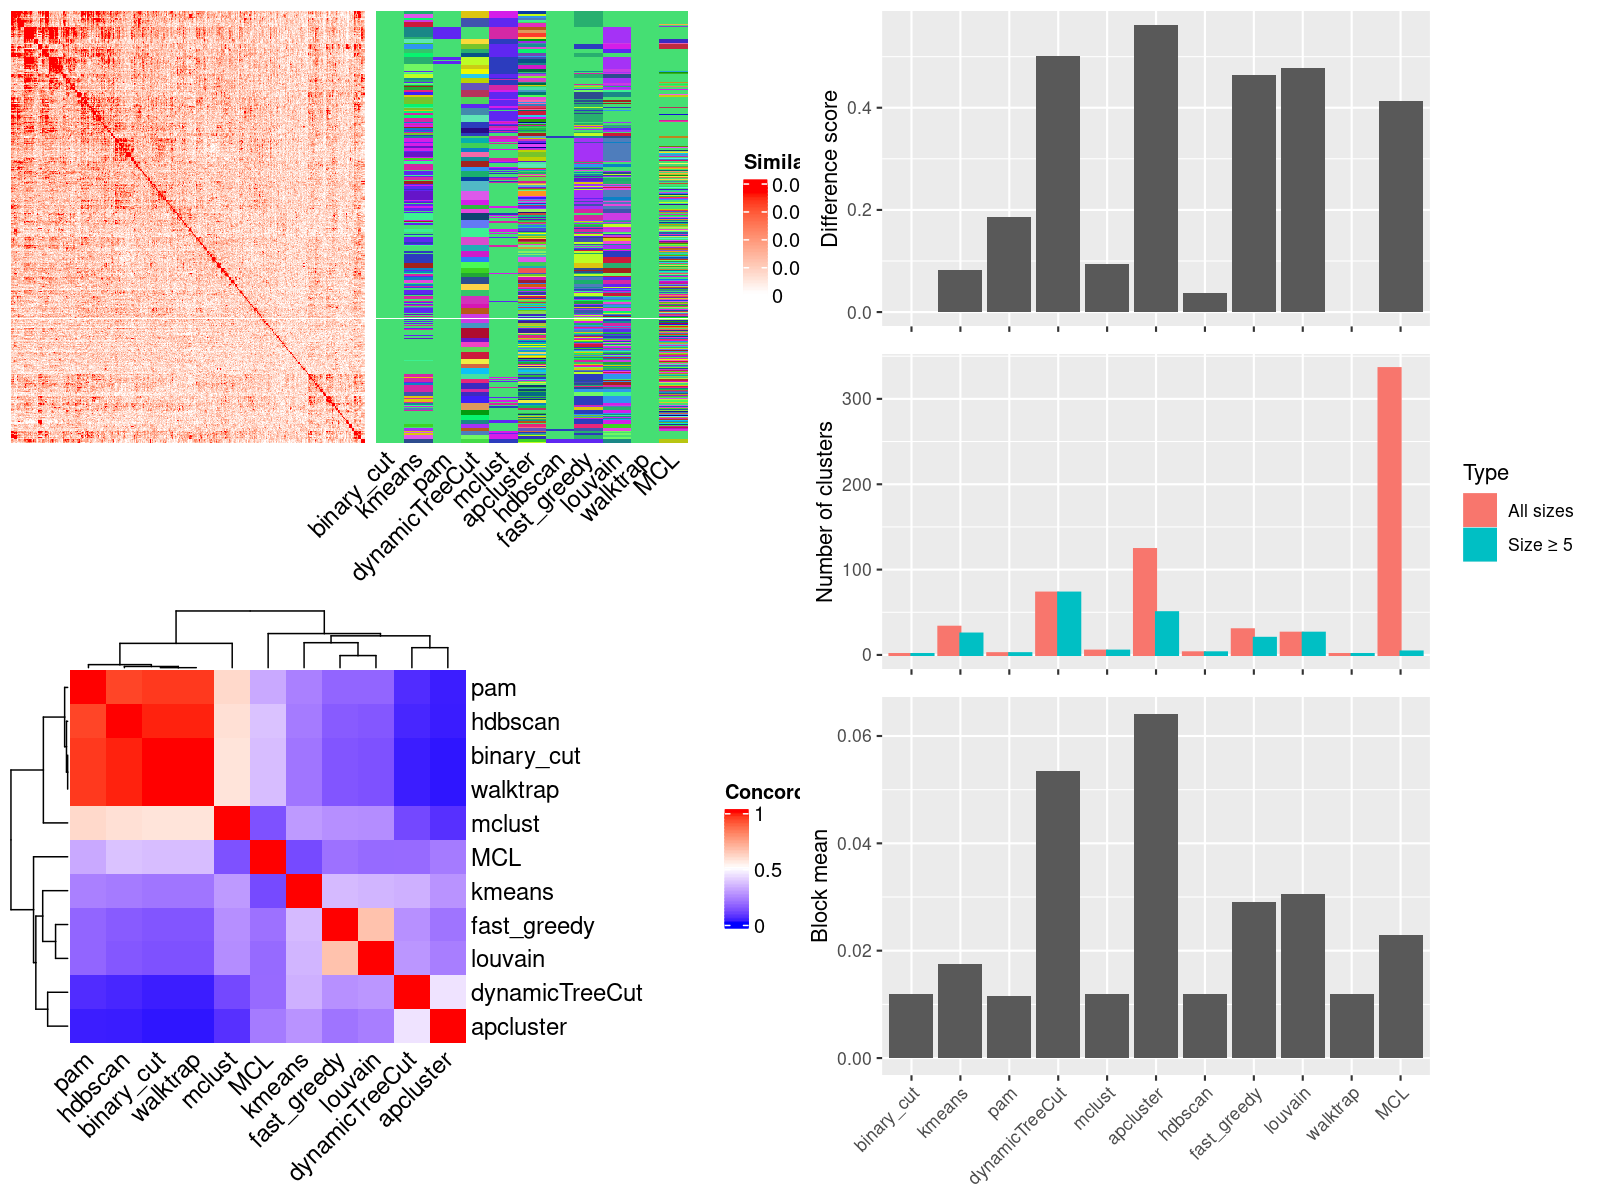 Simila
0.0
0.0
0.0
0.0
0
binary_cut
kmeans
pam
dynamicTreeCut
mclust
apcluster
hdbscan
fast_greedy
louvain
walktrap
MCL
Difference score
0.4
0.2
0.0
Number of clusters
300
200
100
0
Type
All sizes
Size ≥ 5
pam
hdbscan
binary_cut
walktrap
mclust
MCL
kmeans
fast_greedy
louvain
dynamicTreeCut
apcluster
pam
hdbscan
binary_cut
walktrap
mclust
MCL
kmeans
fast_greedy
louvain
dynamicTreeCut
apcluster
Concord
1
0.5
0
Block mean
0.06
0.04
0.02
0.00
binary_cut
kmeans
pam
dynamicTreeCut
mclust
apcluster
hdbscan
fast_greedy
louvain
walktrap
MCL